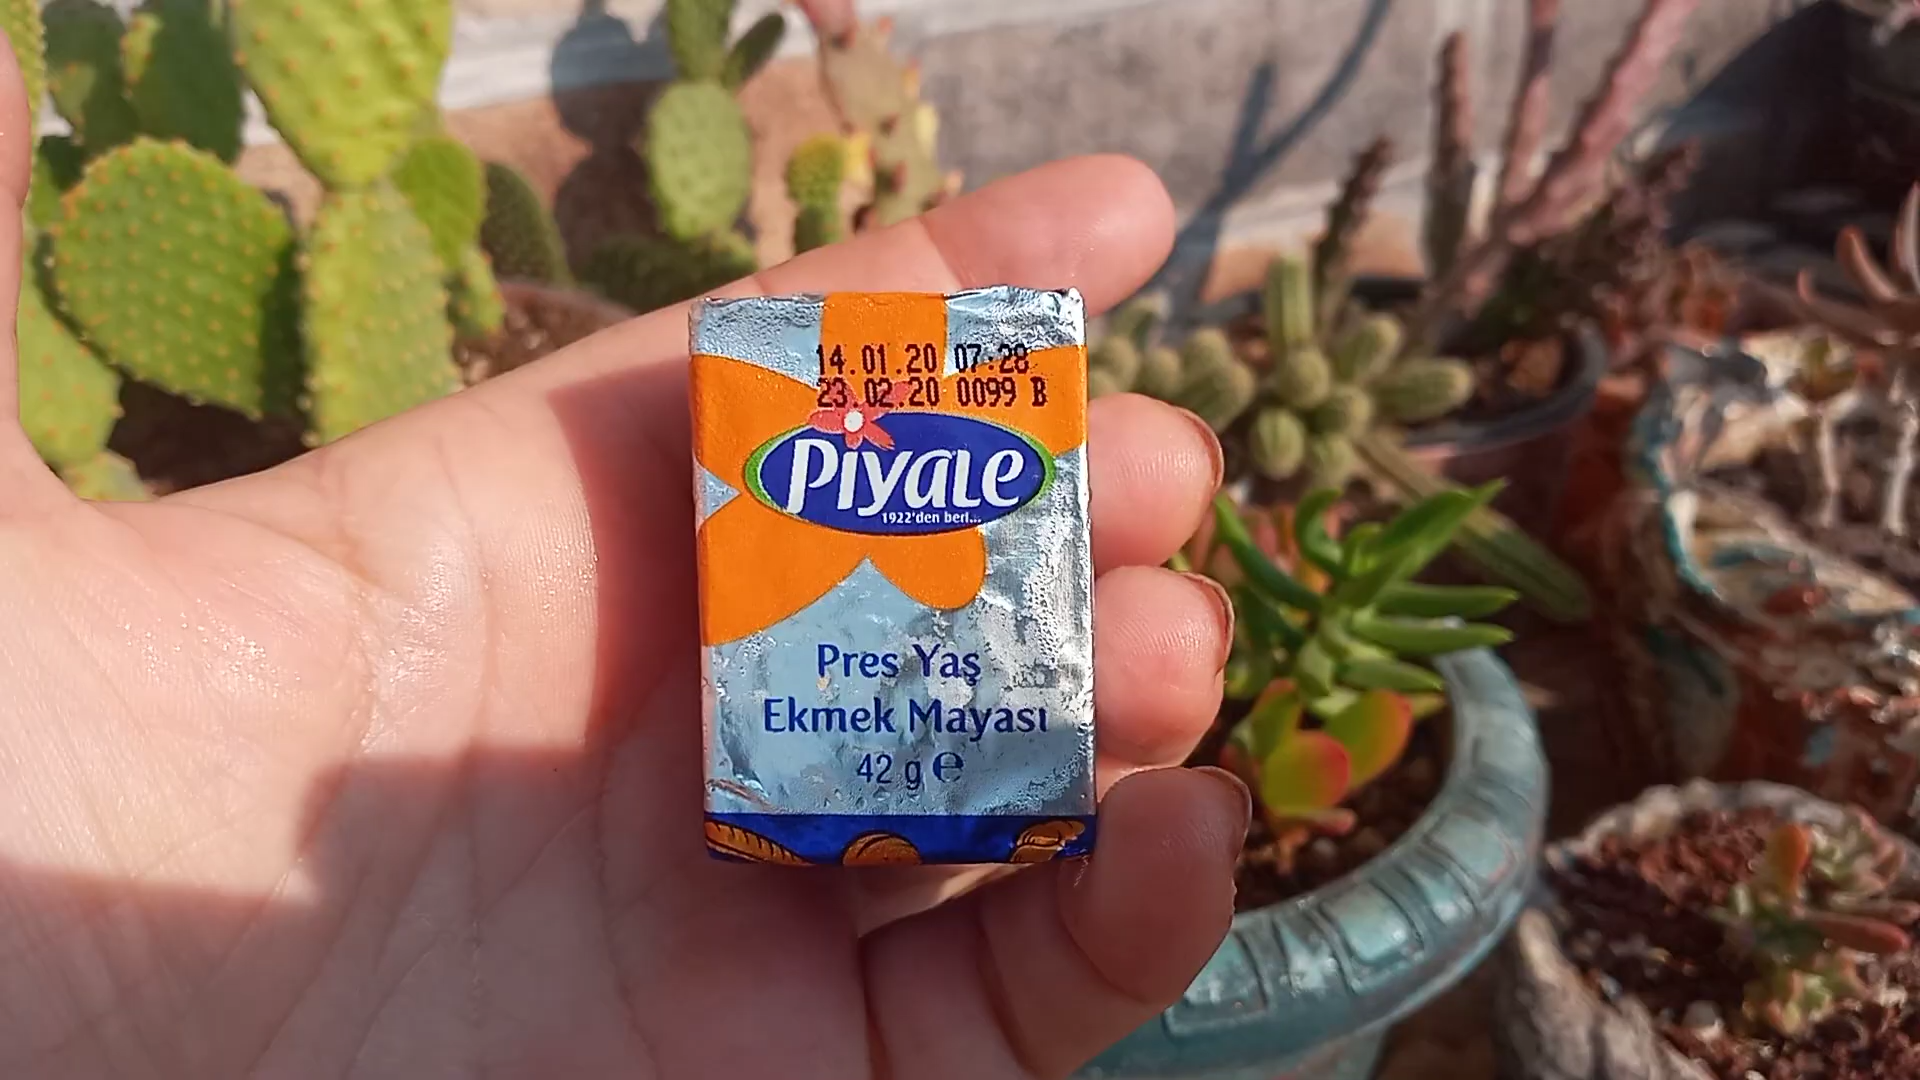 14.01.20 07:28
23.02.20 0099 B
Piyale
1922'den beri...
Pres Yaş
Ekmek Mayası
42 g ℮